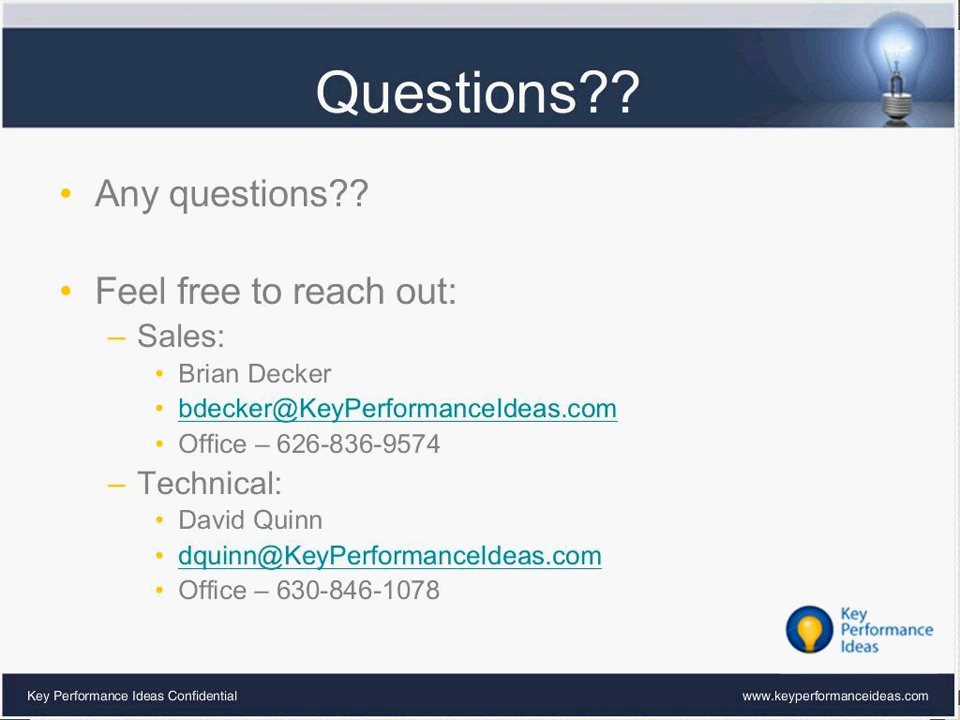 Questions??
• Any questions??
• Feel free to reach out:
– Sales:
• Brian Decker
• bdecker@KeyPerformanceIdeas.com
• Office – 626-836-9574
– Technical:
• David Quinn
• dquinn@KeyPerformanceIdeas.com
• Office – 630-846-1078
Key
Performance
Ideas
Key Performance Ideas Confidential
www.keyperformanceideas.com